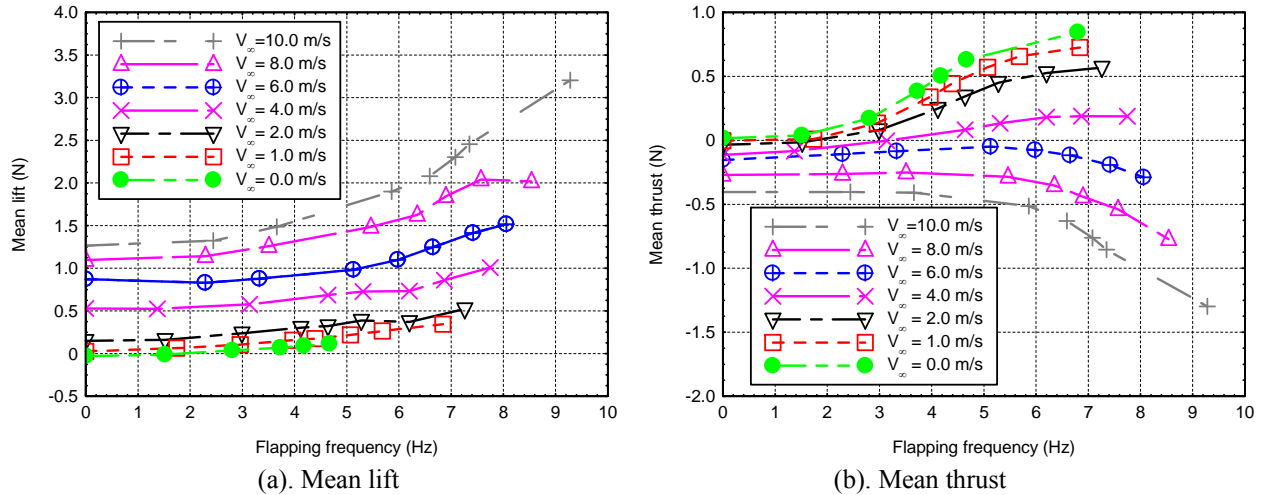 4.0
3.5
3.0
2.5
2.0
1.5
1.0
0.5
0
-0.5
Mean lift (N)
V∞=10.0 m/s
V∞= 8.0 m/s
V∞= 6.0 m/s
V∞= 4.0 m/s
V∞= 2.0 m/s
V∞= 1.0 m/s
V∞= 0.0 m/s
0 1 2 3 4 5 6 7 8 9 10
Flapping frequency (Hz)
(a). Mean lift
1.0
0.5
0
-0.5
-1.0
-1.5
-2.0
Mean thrust (N)
V∞=10.0 m/s
V∞= 8.0 m/s
V∞= 6.0 m/s
V∞= 4.0 m/s
V∞= 2.0 m/s
V∞= 1.0 m/s
V∞= 0.0 m/s
0 1 2 3 4 5 6 7 8 9 10
Flapping frequency (Hz)
(b). Mean thrust